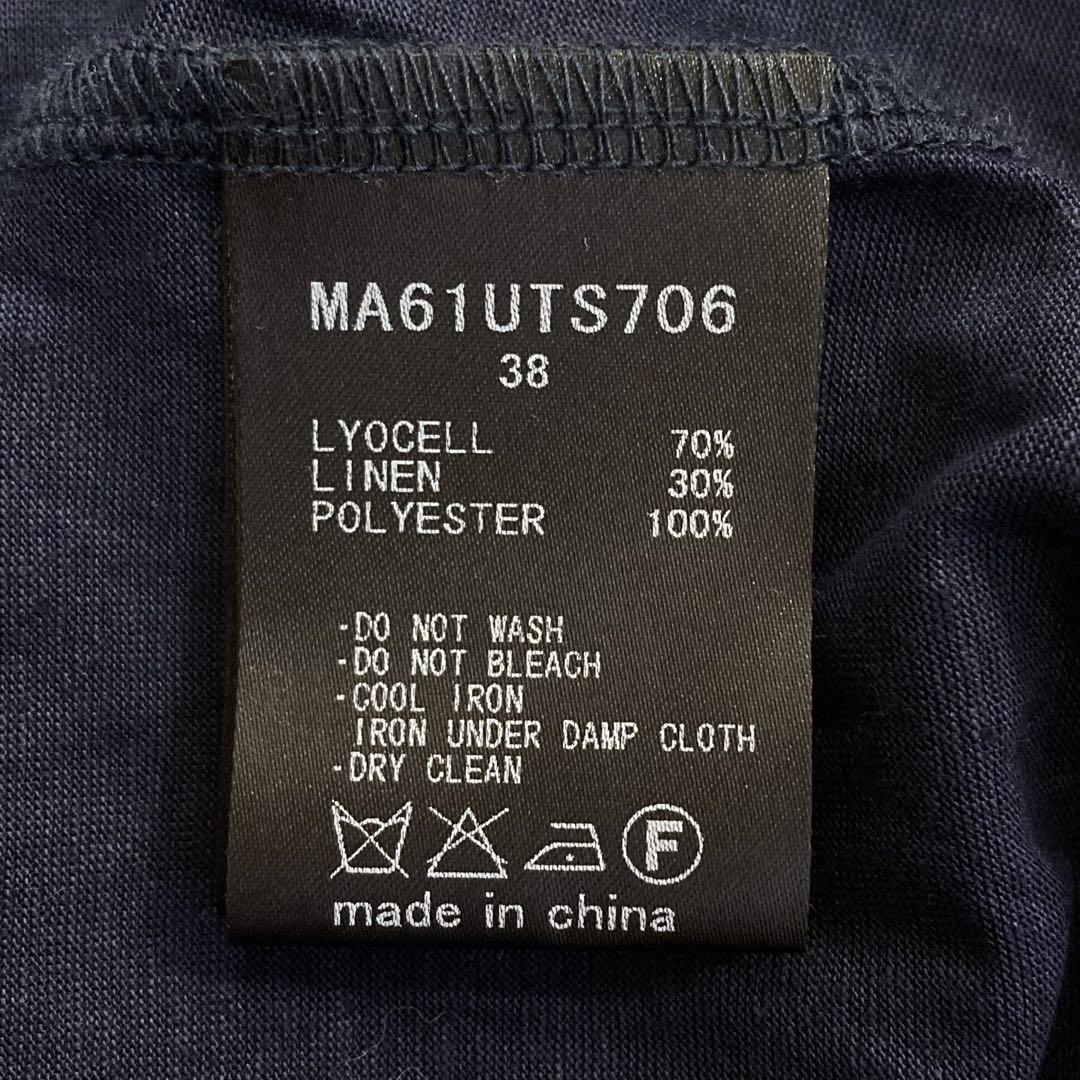 MA61UTS706
38
LYOCELL 70%
LINEN 30%
POLYESTER 100%
-DO NOT WASH
-DO NOT BLEACH
-COOL IRON
IRON UNDER DAMP CLOTH
-DRY CLEAN
F
made in china